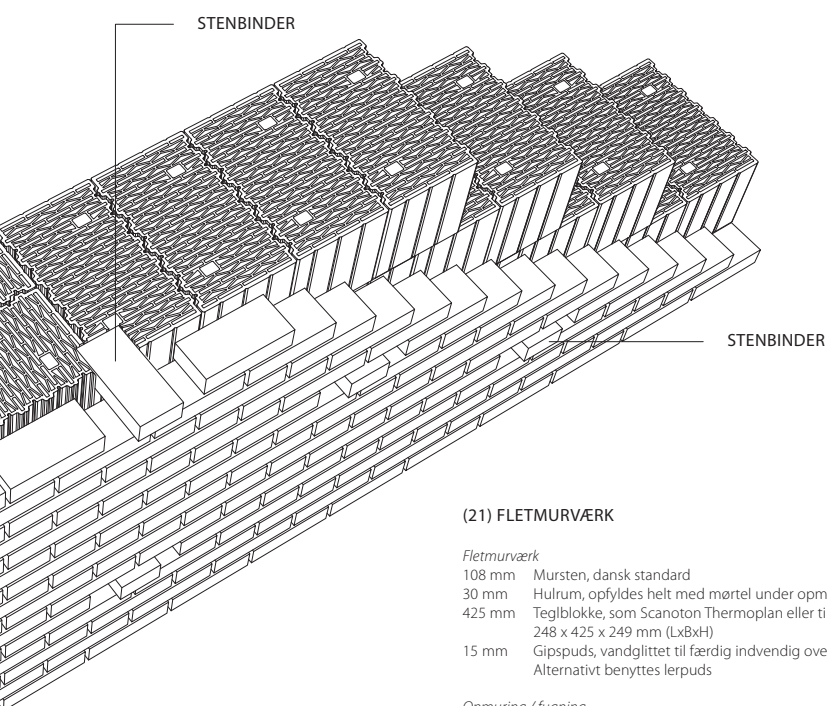 STENBINDER
STENBINDER
(21) FLETMURVÆRK
Fletmurværk
108 mm Mursten, dansk standard
30 mm Hulrum, opfyldes helt med mørtel under
425 mm Teglblokke, som Scanoton Thermoplan eller
248 x 425 x 249 mm (LxBxH)
15 mm Gipspuds, vandglittet til færdig indvendig
Alternativt benyttes lerpuds